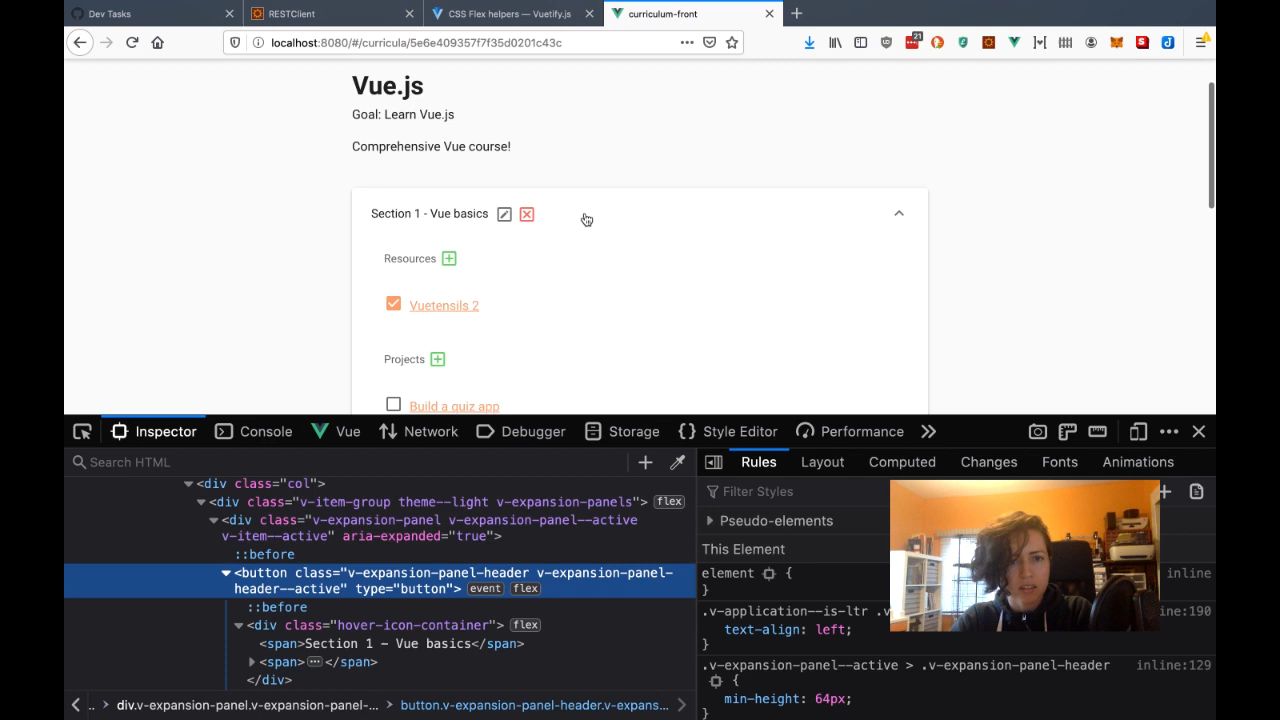 Dev Tasks
RESTClient
CSS Flex helpers — Vuetify.js
curriculum-front
localhost:8080/#/curricula/5e6e409357f7f35d0201c43c
21
Vue.js
Goal: Learn Vue.js
Comprehensive Vue course!
Section 1 - Vue basics
Resources
Vuetensils 2
Projects
Build a quiz app
Inspector
Console
Vue
Network
Debugger
Storage
Style Editor
Performance
Search HTML
Rules
Layout
Computed
Changes
Fonts
Animations
Filter Styles
<div class="col">
<div class="v-item-group theme--light v-expansion-panels"> flex
<div class="v-expansion-panel v-expansion-panel--active
v-item--active" aria-expanded="true">
::before
<button class="v-expansion-panel-header v-expansion-panel-
header--active" type="button"> event flex
::before
<div class="hover-icon-container"> flex
<span>Section 1 - Vue basics</span>
<span>…</span>
</div>
.. div.v-expansion-panel.v-expansion-panel-... button.v-expansion-panel-header.v-expans...
Pseudo-elements
This Element
element { inline
}
.v-application--is-ltr .v inline:190
text-align: left;
}
.v-expansion-panel--active > .v-expansion-panel-header inline:129
{
min-height: 64px;
}